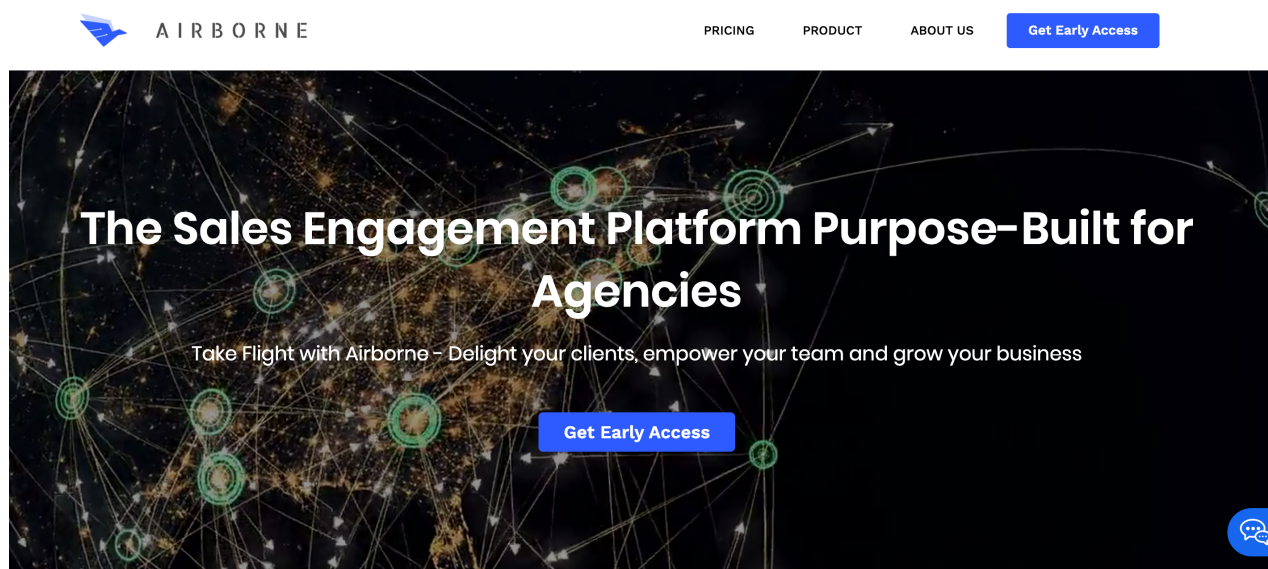 AIRBORNE
PRICING
PRODUCT
ABOUT US
Get Early Access
The Sales Engagement Platform Purpose-Built for
Agencies
Take Flight with Airborne - Delight your clients, empower your team and grow your business
Get Early Access